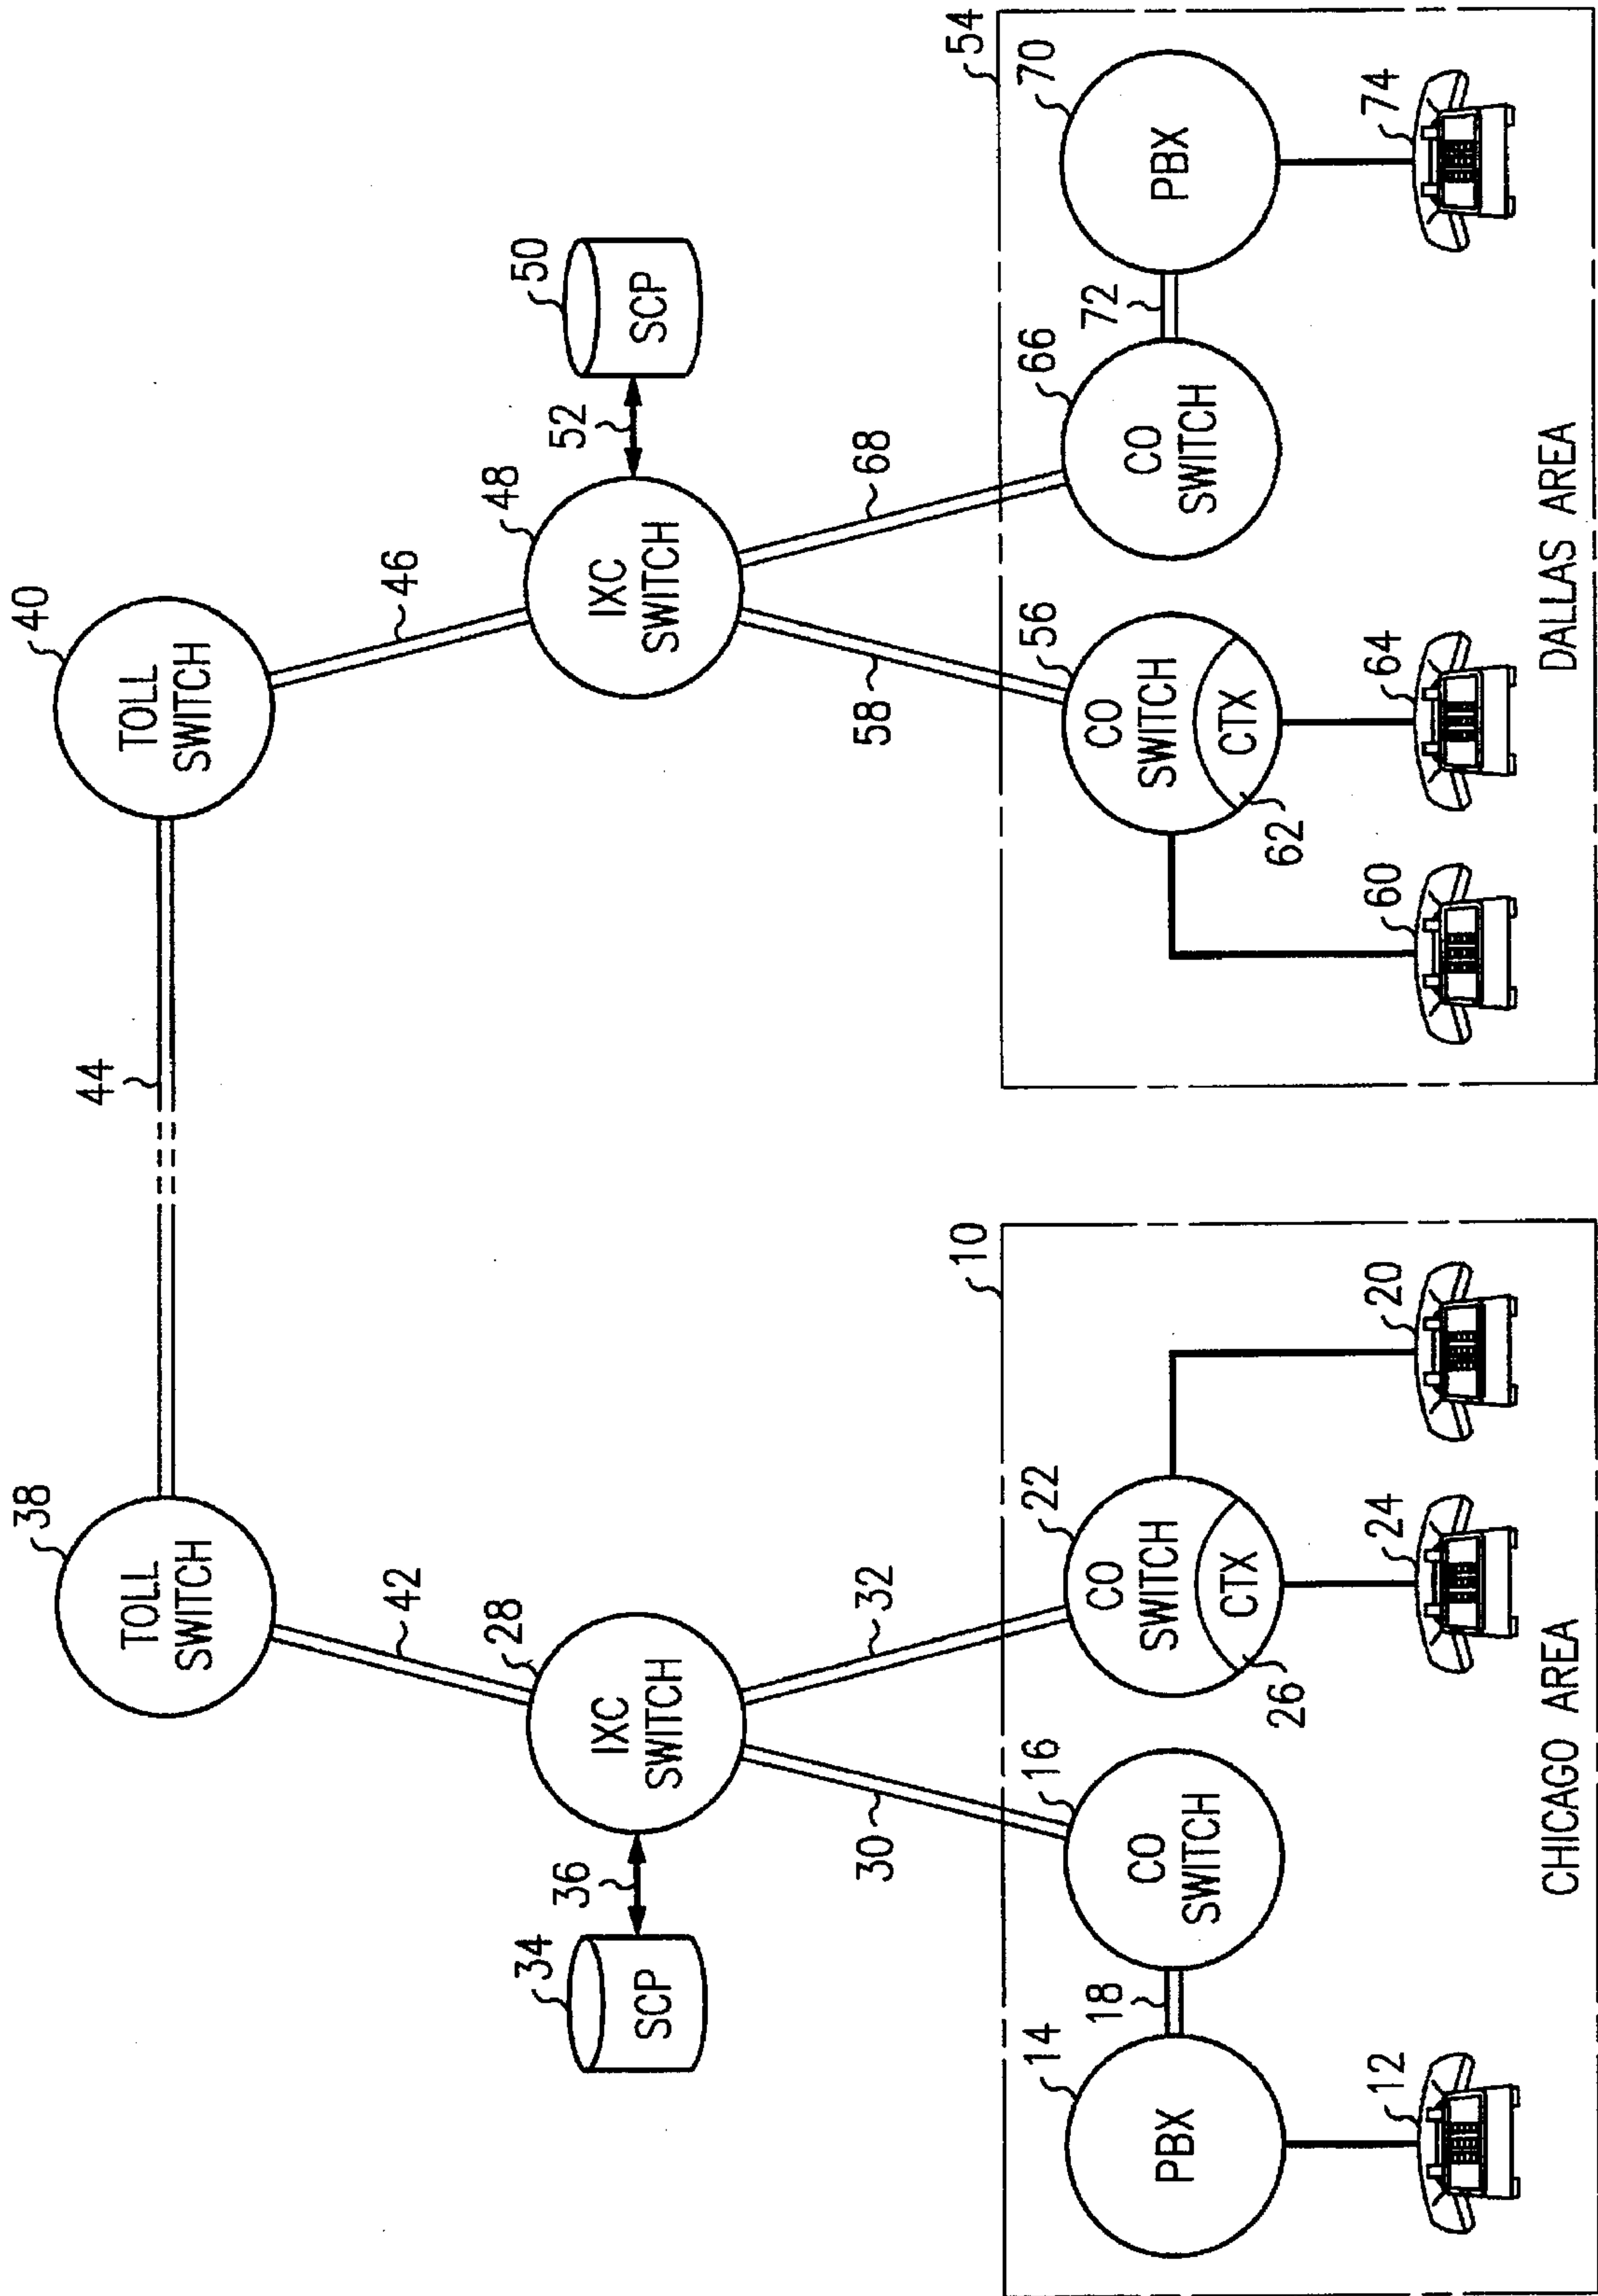 38
TOLL
SWITCH
44
40
TOLL
SWITCH
42
46
34
SCP
36
28
IXC
SWITCH
48
IXC
SWITCH
52
50
SCP
30
32
58
68
10
54
14
PBX
18
16
CO
SWITCH
22
CO
SWITCH
CTX
26
56
CO
SWITCH
CTX
62
66
CO
SWITCH
72
70
PBX
12
24
20
60
64
74
CHICAGO AREA
DALLAS AREA